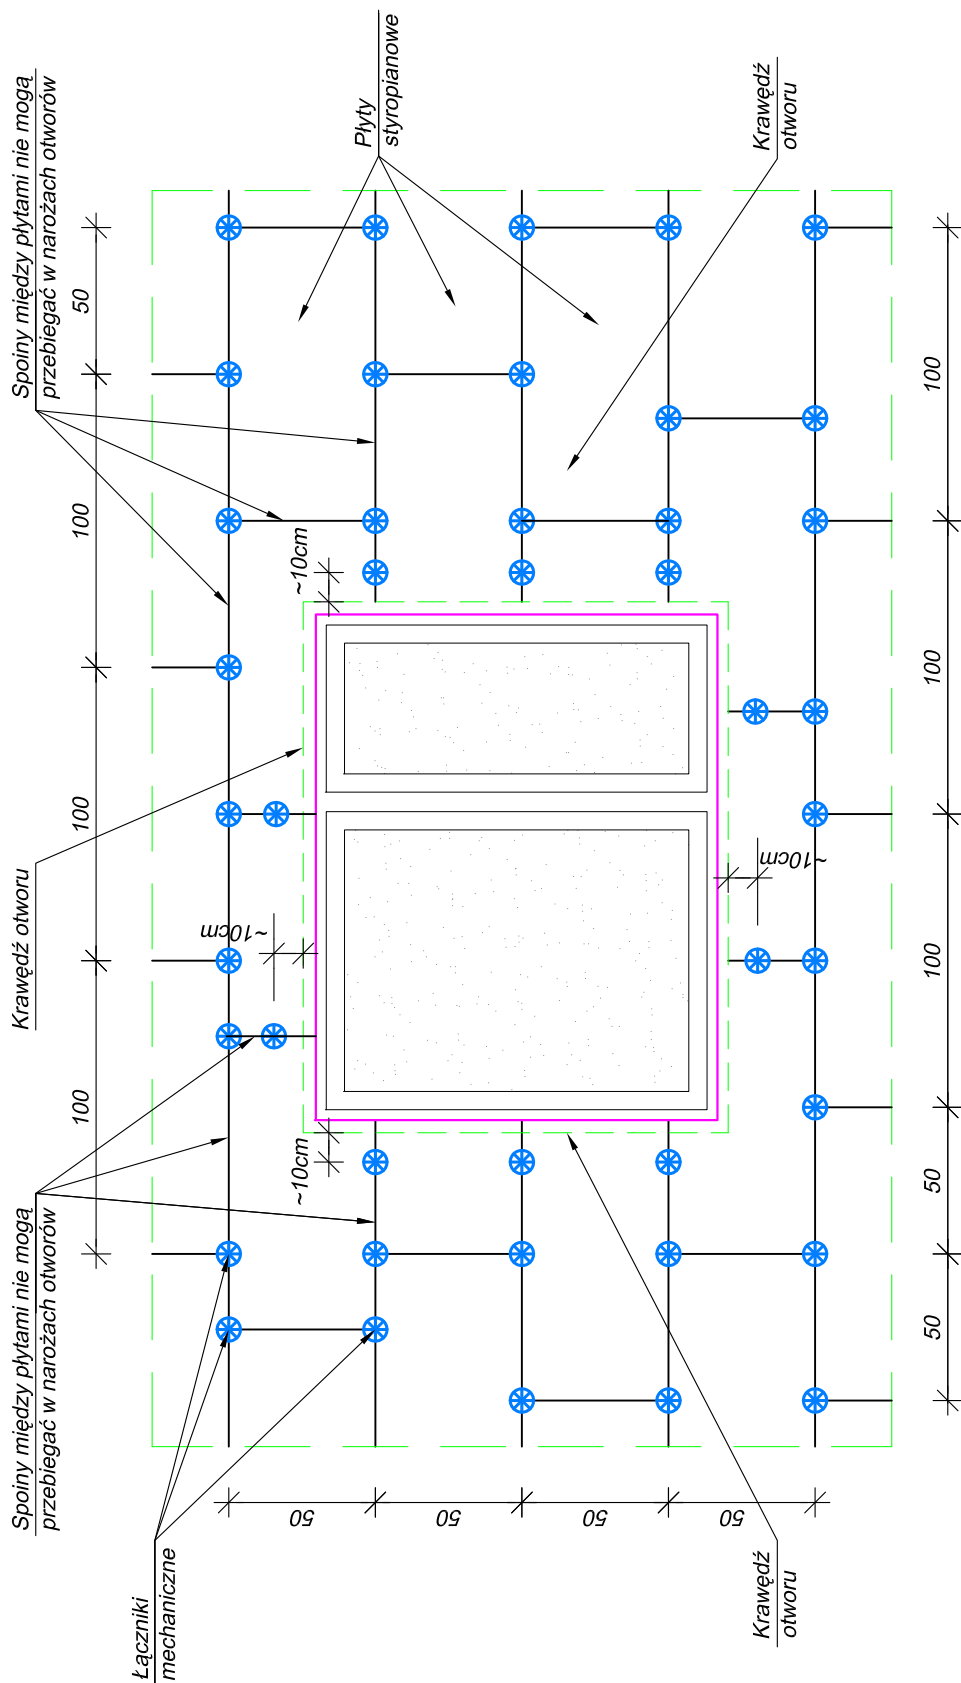 Spoiny między płytami nie mogą
przebiegać w narożach otworów
Krawędź otworu
Spoiny między płytami nie mogą
przebiegać w narożach otworów
100
100
100
50
Łączniki
mechaniczne
~10cm
~10cm
~10cm
Płyty
styropianowe
50
50
50
50
~10cm
Krawędź
otworu
Krawędź
otworu
50
50
100
100
100